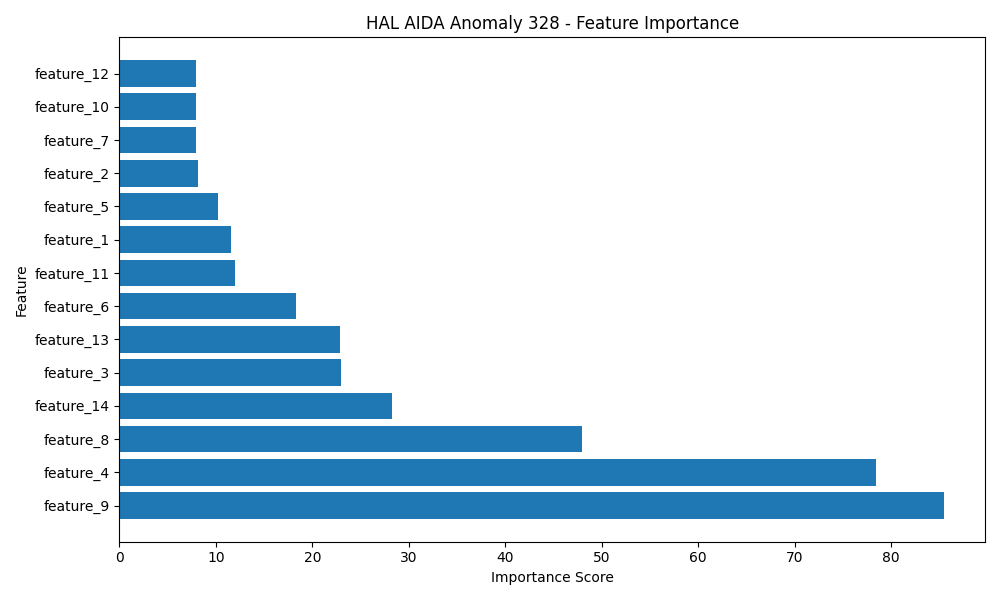 HAL AIDA Anomaly 328 - Feature Importance
feature_12
feature_10
feature_7
feature_2
feature_5
feature_1
feature_11
feature_6
feature_13
feature_3
feature_14
feature_8
feature_4
feature_9
Feature
0 10 20 30 40 50 60 70 80
Importance Score